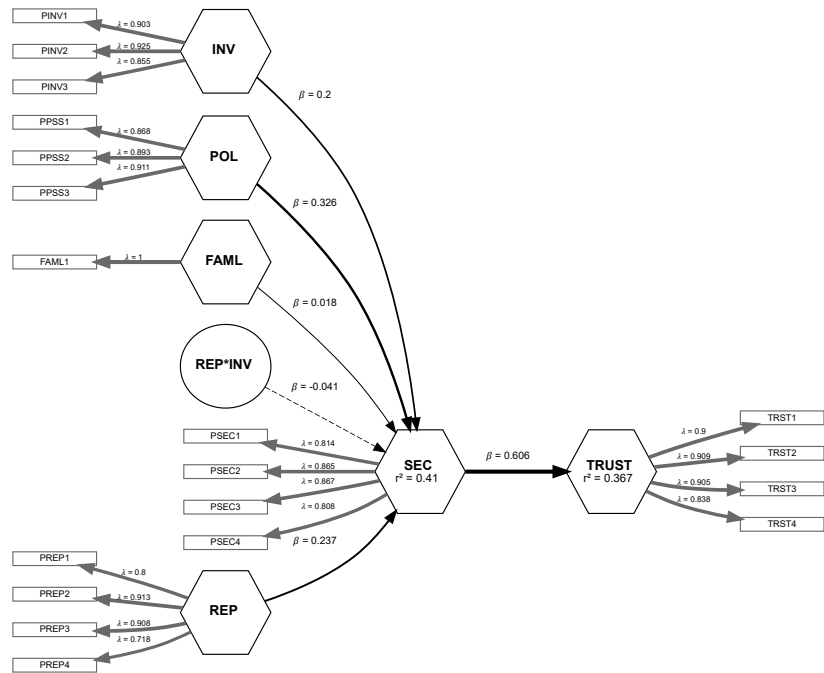 PINV1
λ = 0.903
PINV2
λ = 0.925
PINV3
λ = 0.855
INV
β = 0.2
PPSS1
λ = 0.868
PPSS2
λ = 0.893
PPSS3
λ = 0.911
POL
β = 0.326
FAML1
λ = 1
FAML
β = 0.018
REP*INV
β = -0.041
PSEC1
λ = 0.814
PSEC2
λ = 0.865
PSEC3
λ = 0.867
PSEC4
λ = 0.808
SEC
r² = 0.41
β = 0.606
TRUST
r² = 0.367
TRST1
λ = 0.9
TRST2
λ = 0.909
TRST3
λ = 0.905
TRST4
λ = 0.838
β = 0.237
PREP1
λ = 0.8
PREP2
λ = 0.913
PREP3
λ = 0.908
PREP4
λ = 0.718
REP